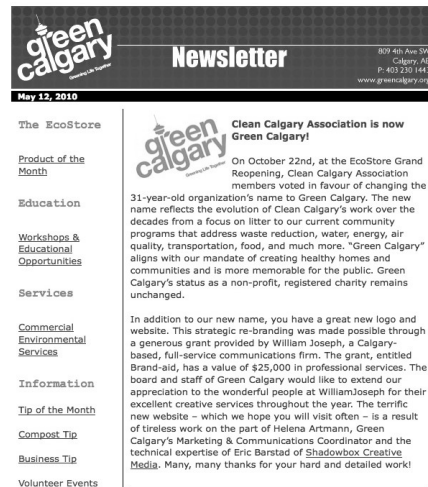 green
calgary
Greening Life Together
Newsletter
809 4th Ave SW
Calgary, AB
P: 403 230 144
www.greencalgary.org
May 12, 2010
The EcoStore
Product of the
Month
Education
Workshops &
Educational
Opportunities
Services
Commercial
Environmental
Services
Information
Tip of the Month
Compost Tip
Business Tip
Volunteer Events
green
calgary
Greening Life Together
Clean Calgary Association is now
Green Calgary!
On October 22nd, at the EcoStore Grand
Reopening, Clean Calgary Association
members voted in favour of changing the
31-year-old organization's name to Green Calgary. The new
name reflects the evolution of Clean Calgary's work over the
decades from a focus on litter to our current community
programs that address waste reduction, water, energy, air
quality, transportation, food, and much more. “Green Calgary”
aligns with our mandate of creating healthy homes and
communities and is more memorable for the public. Green
Calgary's status as a non-profit, registered charity remains
unchanged.
In addition to our new name, you have a great new logo and
website. This strategic re-branding was made possible through
a generous grant provided by William Joseph, a Calgary-
based, full-service communications firm. The grant, entitled
Brand-aid, has a value of $25,000 in professional services. The
board and staff of Green Calgary would like to extend our
appreciation to the wonderful people at WilliamJoseph for their
excellent creative services throughout the year. The terrific
new website – which we hope you will visit often – is a result
of tireless work on the part of Helena Artmann, Green
Calgary's Marketing & Communications Coordinator and the
technical expertise of Eric Barstad of Shadowbox Creative
Media. Many, many thanks for your hard and detailed work!